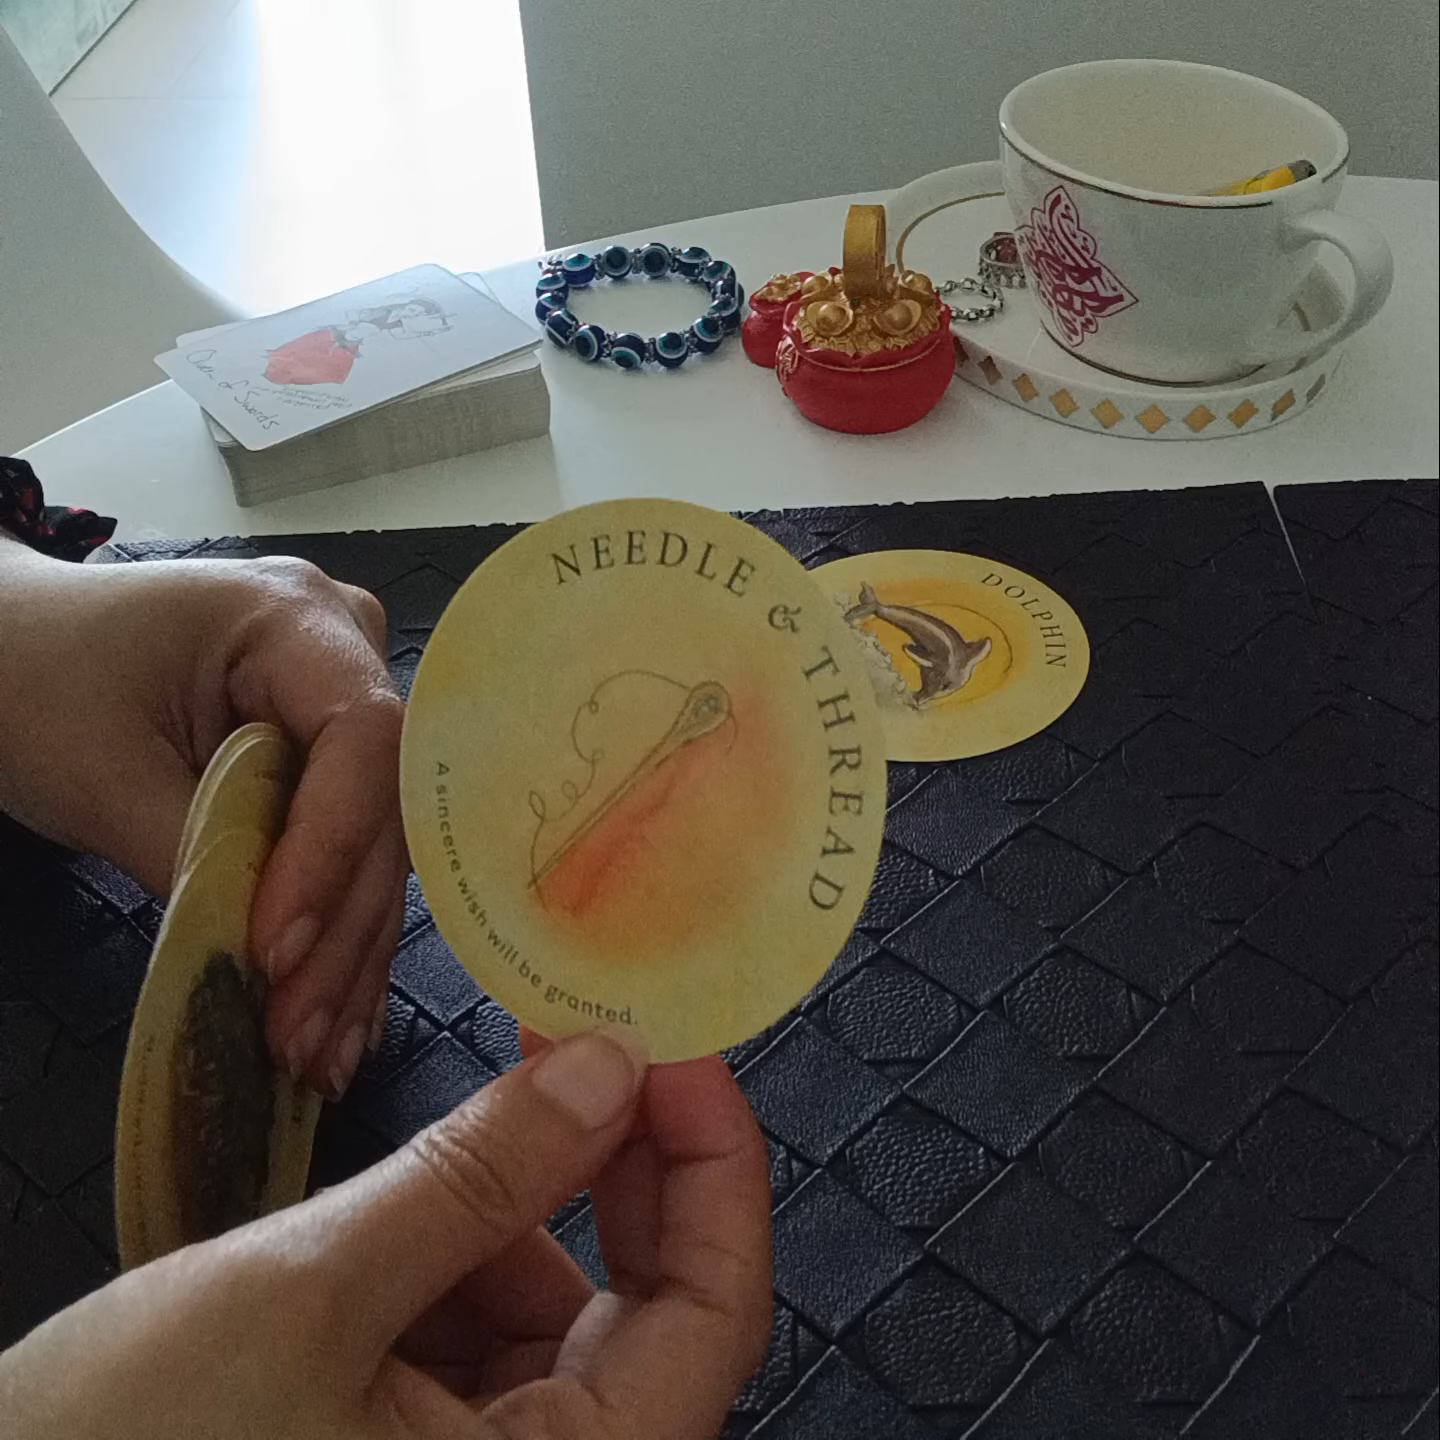 Queen of
Swords
NEEDLE & THREAD
A sincere wish will be granted.
DOLPHIN